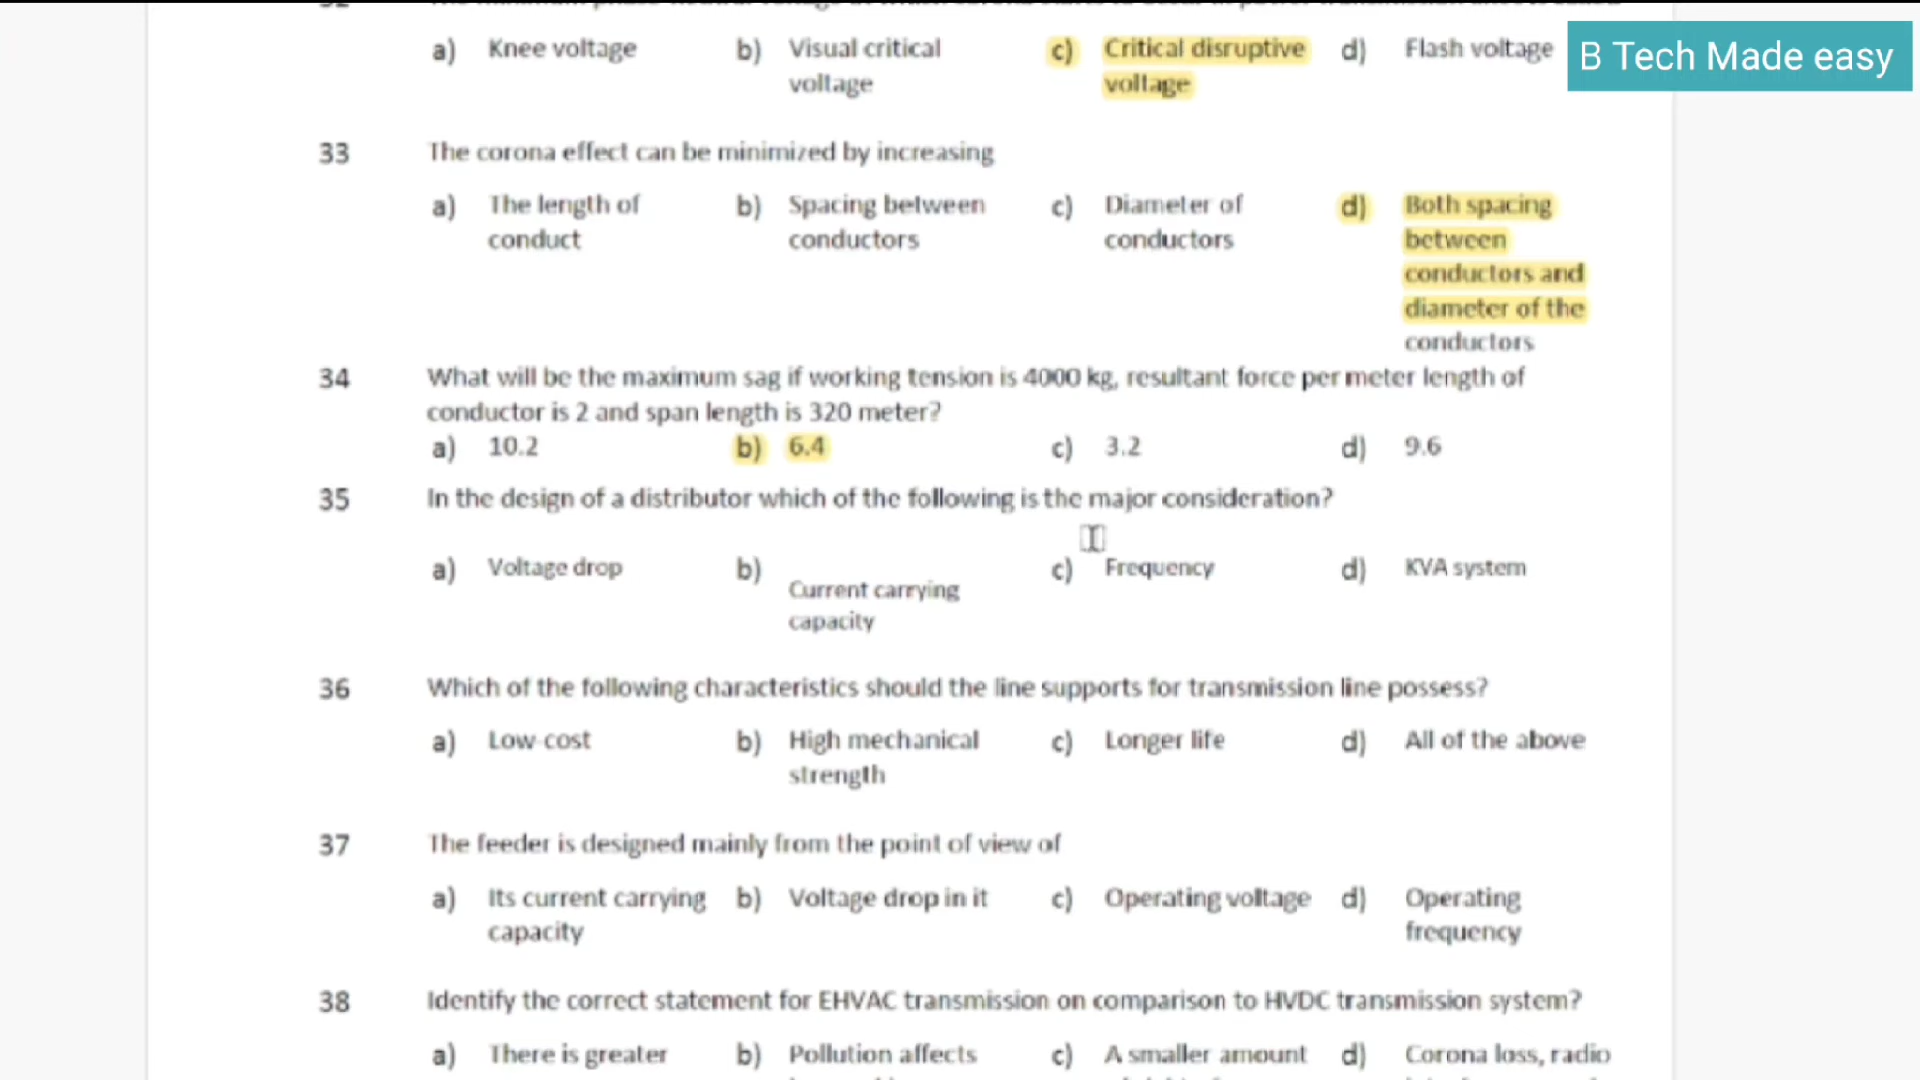 a) Knee voltage b) Visual critical c) Critical disruptive d) Flash voltage
voltage voltage
B Tech Made easy
33 The corona effect can be minimized by increasing
a) The length of b) Spacing between c) Diameter of d) Both spacing
conduct conductors conductors between
conductors and
diameter of the
conductors
34 What will be the maximum sag if working tension is 4000 kg, resultant force per meter length of
conductor is 2 and span length is 320 meter?
a) 10.2 b) 6.4 c) 3.2 d) 9.6
35 In the design of a distributor which of the following is the major consideration?
a) Voltage drop b) c) Frequency d) KVA system
Current carrying
capacity
36 Which of the following characteristics should the line supports for transmission line possess?
a) Low cost b) High mechanical c) Longer life d) All of the above
strength
37 The feeder is designed mainly from the point of view of
a) Its current carrying b) Voltage drop in it c) Operating voltage d) Operating
capacity frequency
38 Identify the correct statement for EHVAC transmission on comparison to HVDC transmission system?
a) There is greater b) Pollution affects c) A smaller amount d) Corona loss, radio